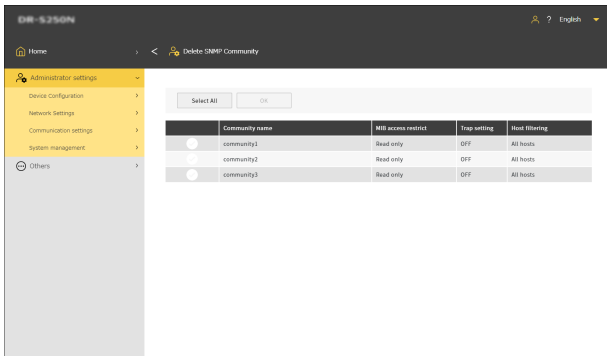 DR-S250N
? English
Home
< Delete SNMP Community
Administrator settings
Device Configuration
Network Settings
Communication settings
System management
Others
Select All OK
Community name MIB access restrict Trap setting Host filtering
community1 Read only OFF All hosts
community2 Read only OFF All hosts
community3 Read only OFF All hosts